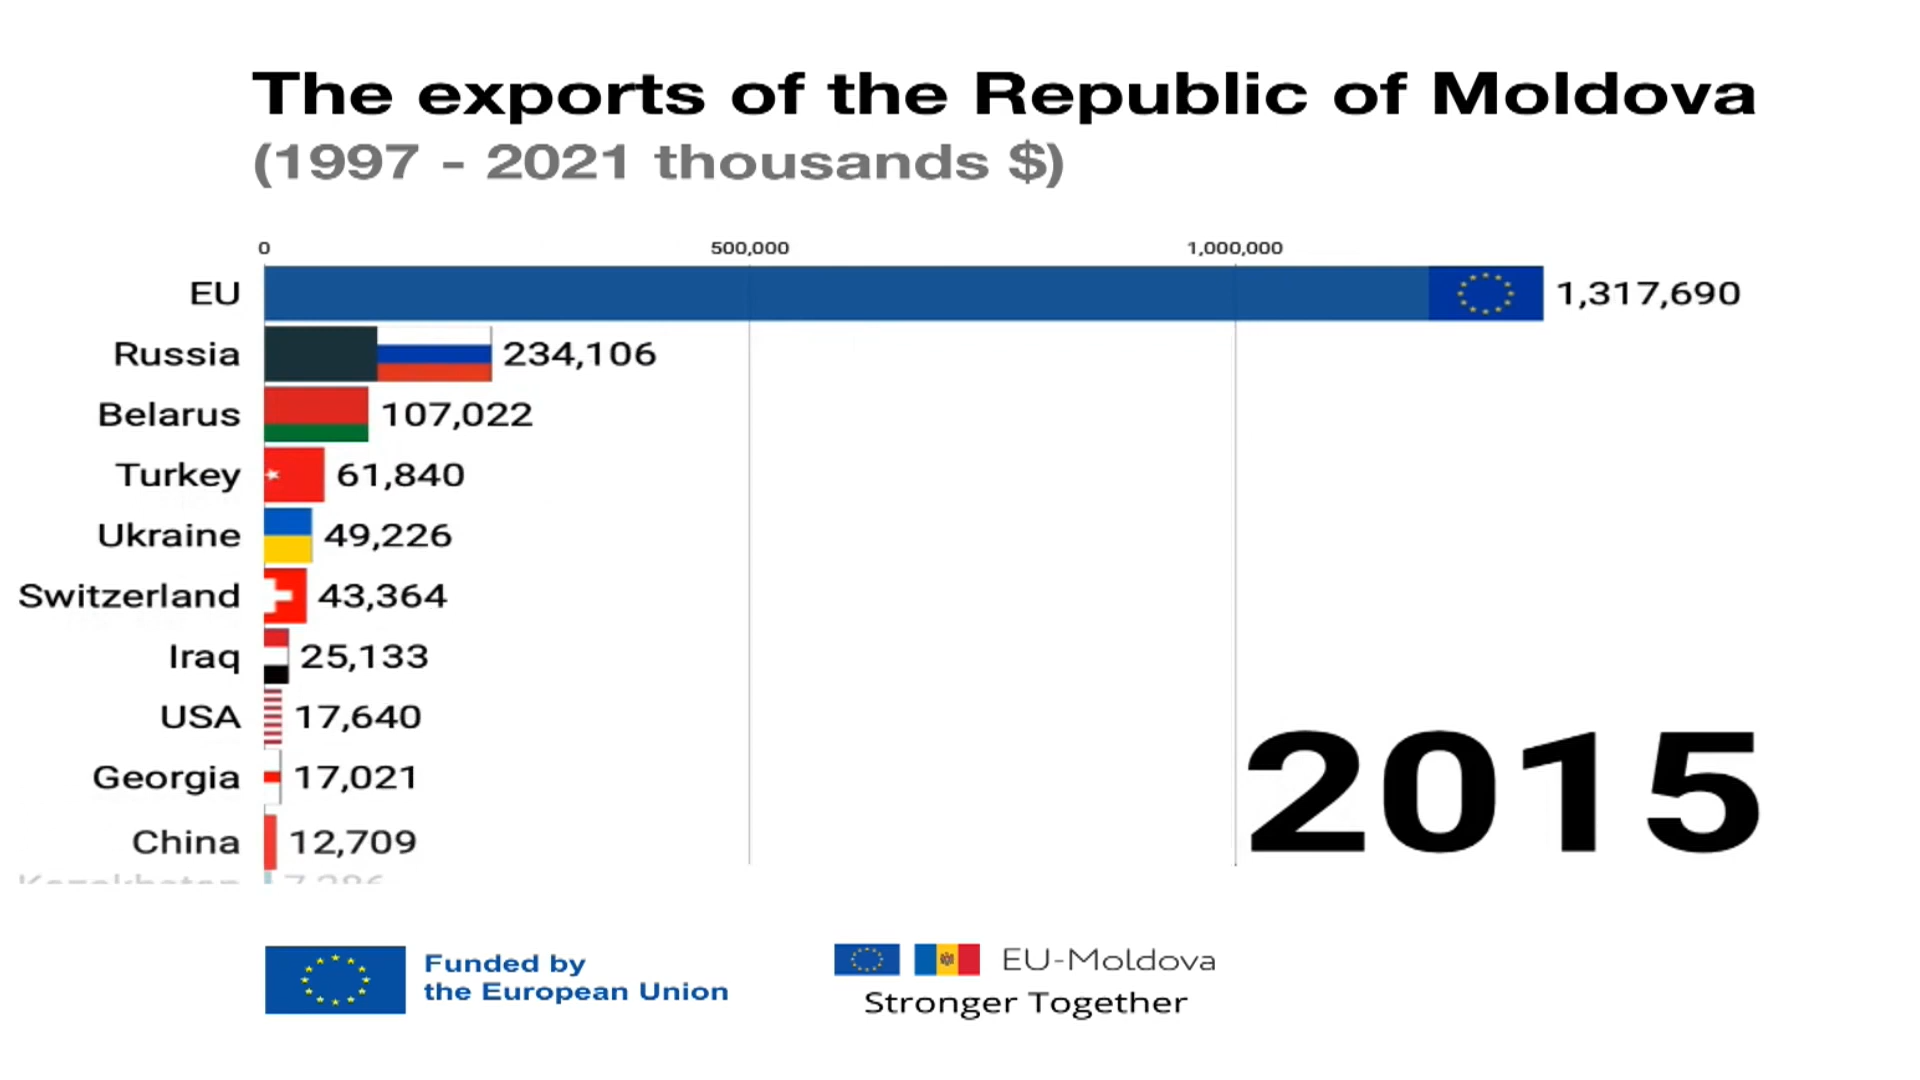 The exports of the Republic of Moldova
(1997 - 2021 thousands $)
0 500,000 1,000,000
EU 1,317,690
Russia 234,106
Belarus 107,022
Turkey 61,840
Ukraine 49,226
Switzerland 43,364
Iraq 25,133
USA 17,640
Georgia 17,021
China 12,709
2015
Funded by
the European Union
EU-Moldova
Stronger Together